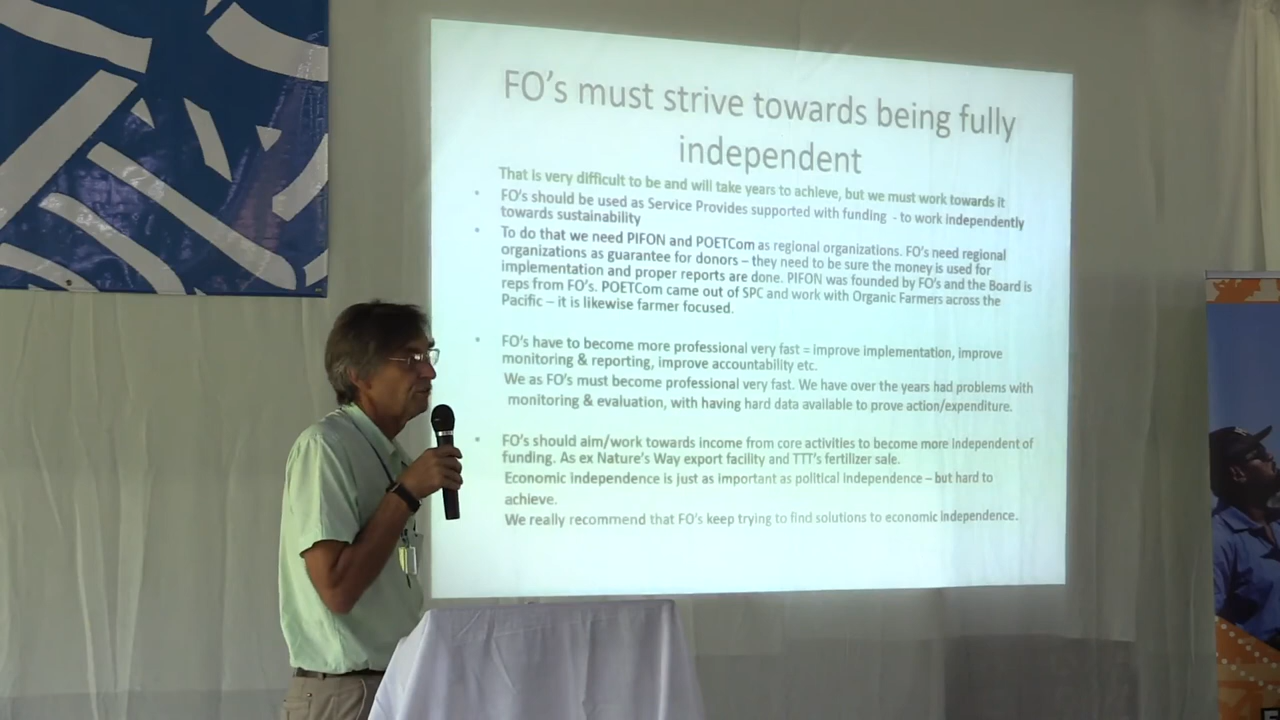 FO's must strive towards being fully
independent
That is very difficult to be and will take years to achieve, but we must work towards it
• FO's should be used as Service Provides supported with funding - to work independently
towards sustainability
• To do that we need PIFON and POETCom as regional organizations. FO's need regional
organizations as guarantee for donors – they need to be sure the money is used for
implementation and proper reports are done. PIFON was founded by FO's and the Board is
reps from FO's. POETCom came out of SPC and work with Organic Farmers across the
Pacific – it is likewise farmer focused.
• FO's have to become more professional very fast = improve implementation, improve
monitoring & reporting, improve accountability etc.
We as FO's must become professional very fast. We have over the years had problems with
monitoring & evaluation, with having hard data available to prove action/expenditure.
• FO's should aim/work towards income from core activities to become more independent of
funding. As ex Nature's Way export facility and TTT's fertilizer sale.
Economic independence is just as important as political independence – but hard to
achieve.
We really recommend that FO's keep trying to find solutions to economic independence.